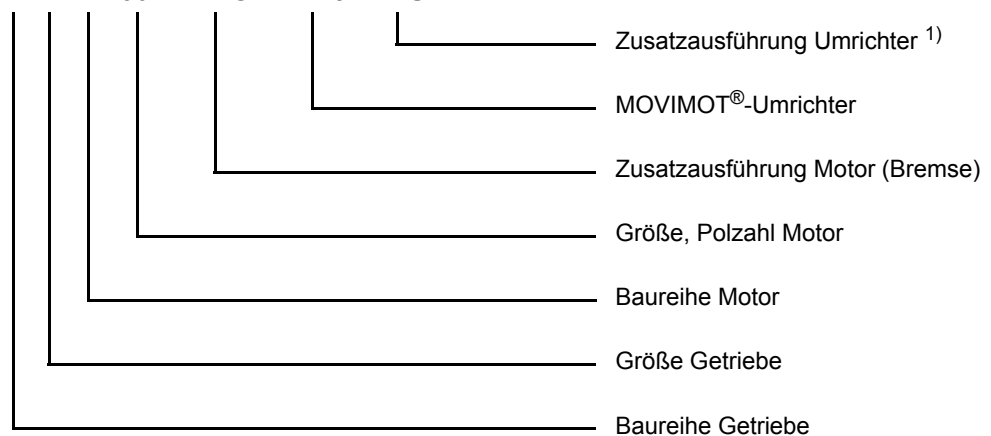 Zusatzausführung Umrichter 1)
MOVIMOT®-Umrichter
Zusatzausführung Motor (Bremse)
Größe, Polzahl Motor
Baureihe Motor
Größe Getriebe
Baureihe Getriebe